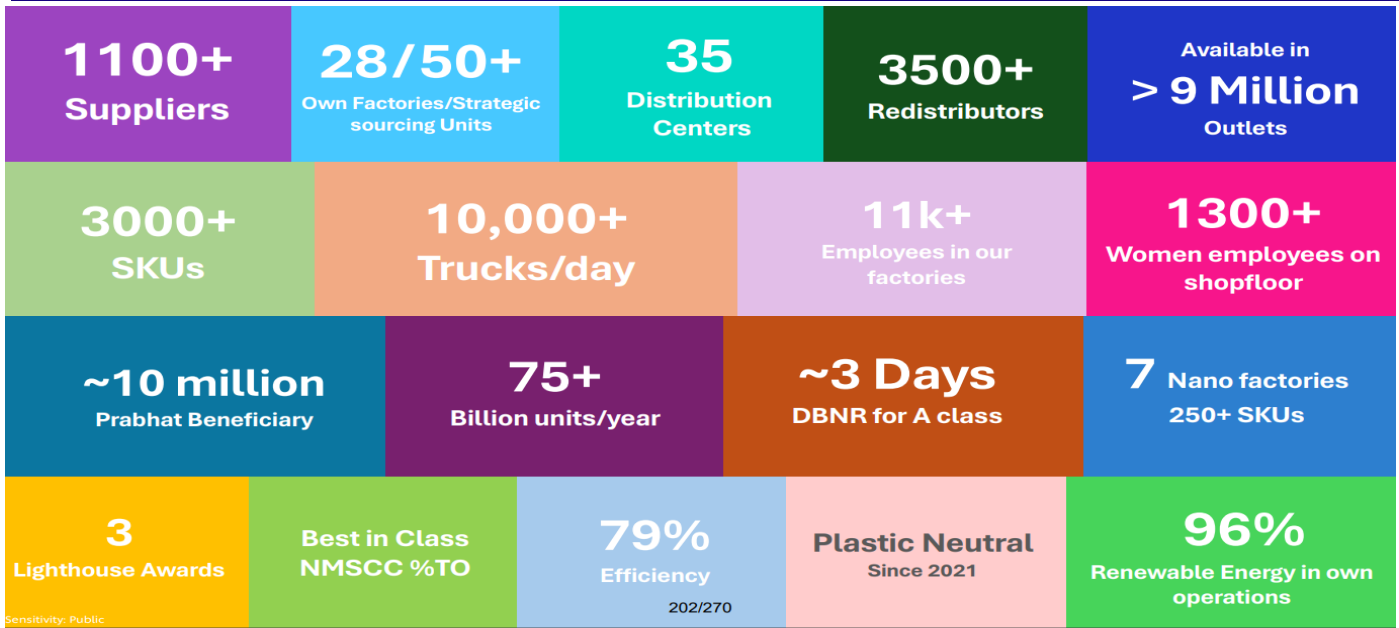 1100+
Suppliers
28/50+
Own Factories/Strategic
sourcing Units
35
Distribution
Centers
3500+
Redistributors
Available in
> 9 Million
Outlets
3000+
SKUs
10,000+
Trucks/day
11k+
Employees in our
factories
1300+
Women employees on
shopfloor
~10 million
Prabhat Beneficiary
75+
Billion units/year
~3 Days
DBNR for A class
7 Nano factories
250+ SKUs
3
Lighthouse Awards
Best in Class
NMSCC %TO
79%
Efficiency
Plastic Neutral
Since 2021
96%
Renewable Energy in own
operations
202/270
Sensitivity: Public